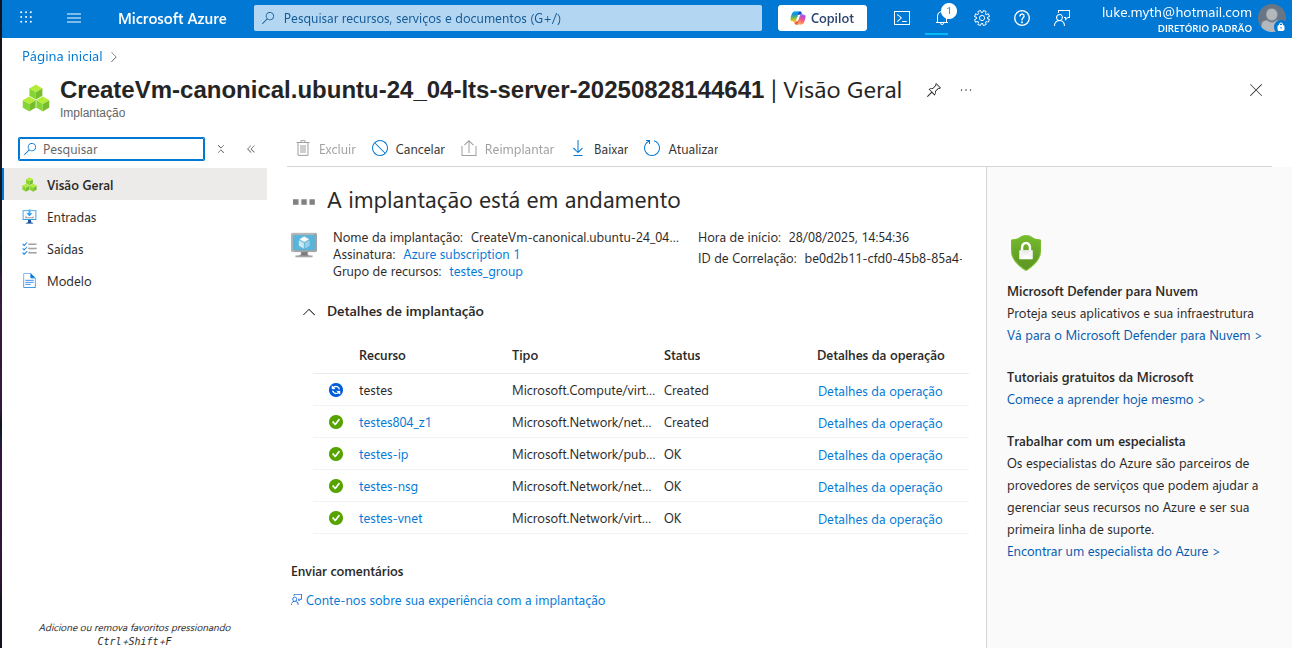 Microsoft Azure
Pesquisar recursos, serviços e documentos (G+/)
Copilot
1
luke.myth@hotmail.com
DIRETÓRIO PADRÃO
Página inicial
CreateVm-canonical.ubuntu-24_04-lts-server-20250828144641 | Visão Geral
Implantação
Pesquisar
Visão Geral
Entradas
Saídas
Modelo
Adicione ou remova favoritos pressionando
Ctrl+Shift+F
Excluir
Cancelar
Reimplantar
Baixar
Atualizar
A implantação está em andamento
Nome da implantação: CreateVm-canonical.ubuntu-24_04...
Assinatura: Azure subscription 1
Grupo de recursos: testes_group
Hora de início: 28/08/2025, 14:54:36
ID de Correlação: be0d2b11-cfd0-45b8-85a4-
Detalhes de implantação
Recurso Tipo Status Detalhes da operação
testes Microsoft.Compute/virt... Created Detalhes da operação
testes804_z1 Microsoft.Network/net... Created Detalhes da operação
testes-ip Microsoft.Network/pub... OK Detalhes da operação
testes-nsg Microsoft.Network/net... OK Detalhes da operação
testes-vnet Microsoft.Network/virt... OK Detalhes da operação
Enviar comentários
Conte-nos sobre sua experiência com a implantação
Microsoft Defender para Nuvem
Proteja seus aplicativos e sua infraestrutura
Vá para o Microsoft Defender para Nuvem >
Tutoriais gratuitos da Microsoft
Comece a aprender hoje mesmo >
Trabalhar com um especialista
Os especialistas do Azure são parceiros de
provedores de serviços que podem ajudar a
gerenciar seus recursos no Azure e ser sua
primeira linha de suporte.
Encontrar um especialista do Azure >